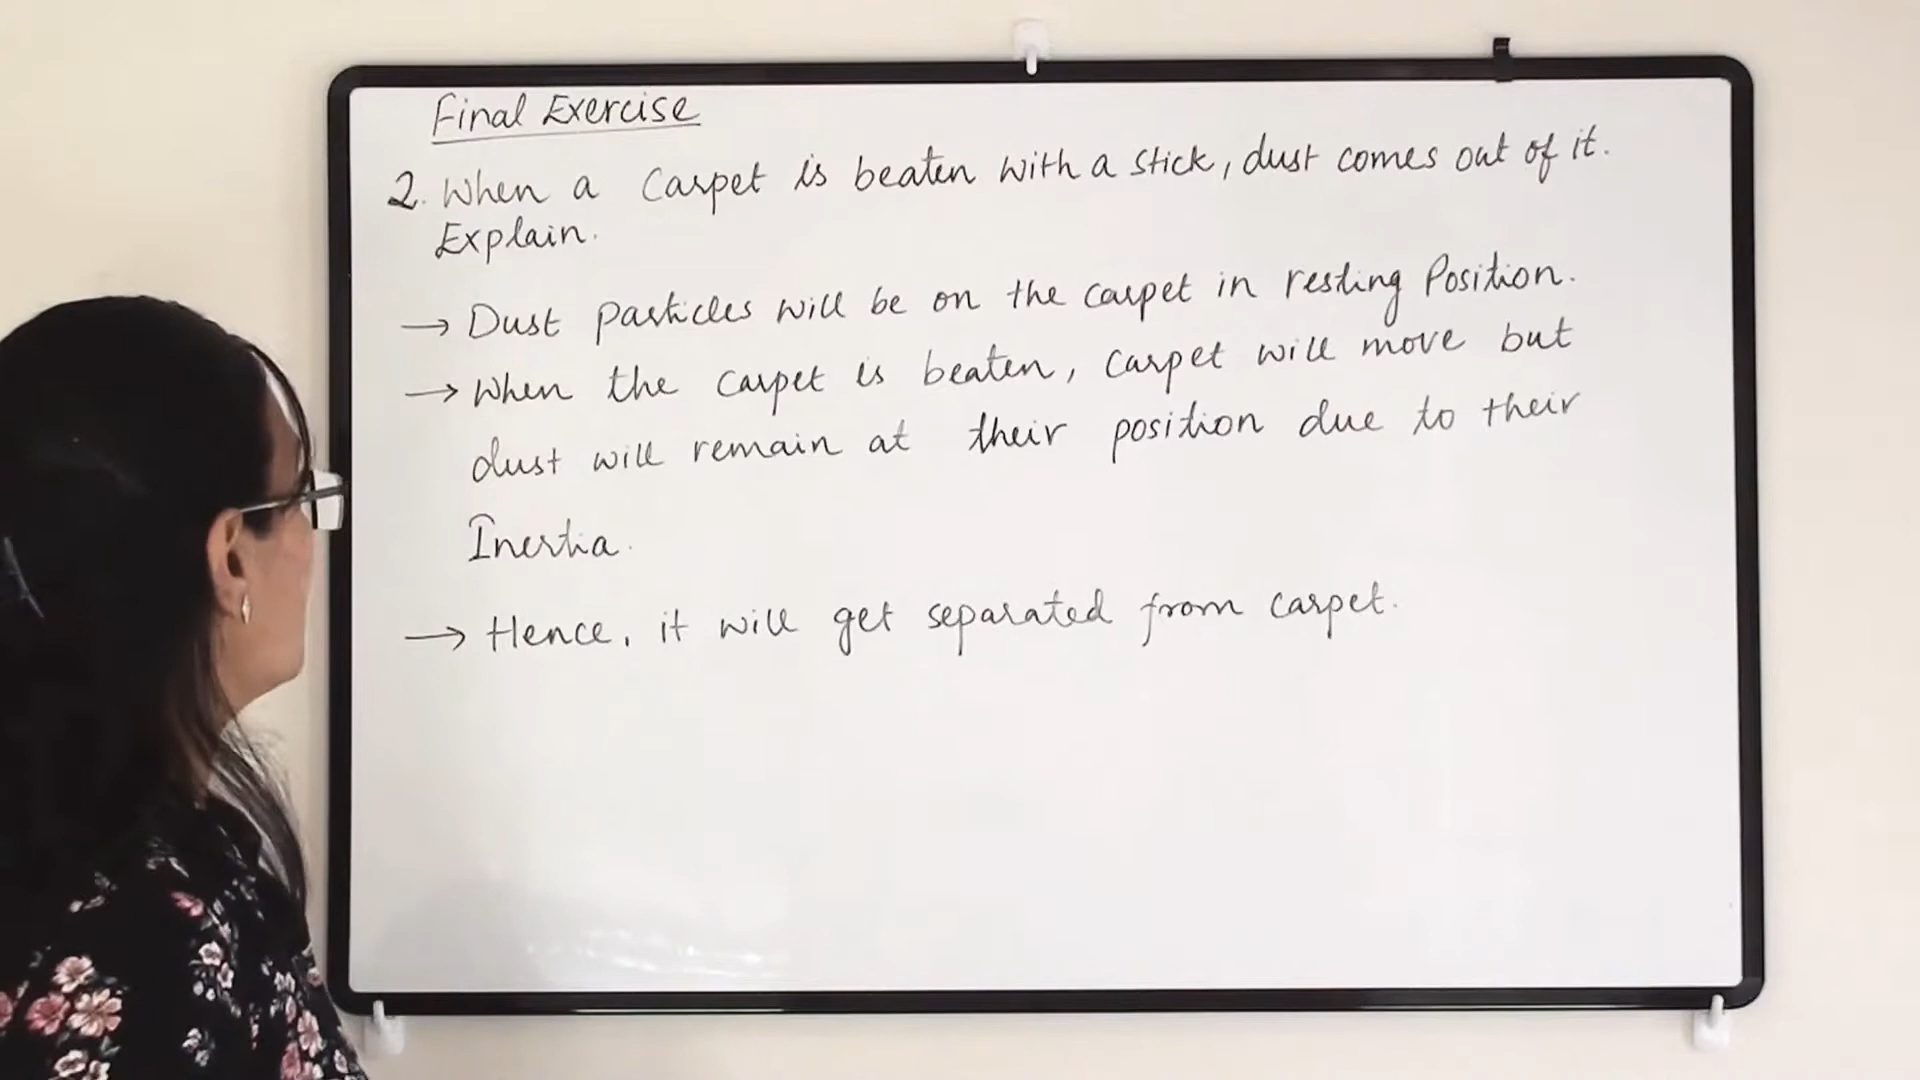 Final Exercise
2. When a carpet is beaten with a stick, dust comes out of it.
Explain.
→ Dust particles will be on the carpet in resting Position.
→ When the carpet is beaten, carpet will move but
dust will remain at their position due to their
Inertia.
→ Hence, it will get separated from carpet.